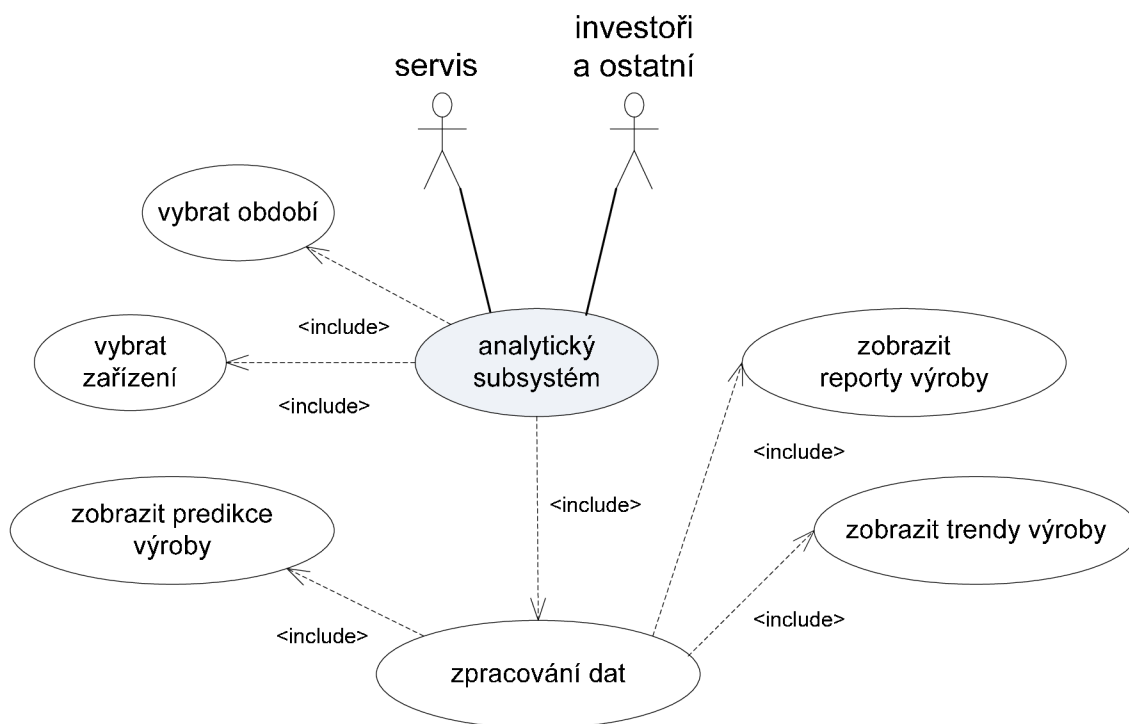 investoři
a ostatní
servis
vybrat období
<include>
vybrat
zařízení
<include>
analytický
subsystém
zobrazit
reporty výroby
<include>
zobrazit predikce
výroby
<include>
zobrazit trendy výroby
<include>
<include>
zpracování dat